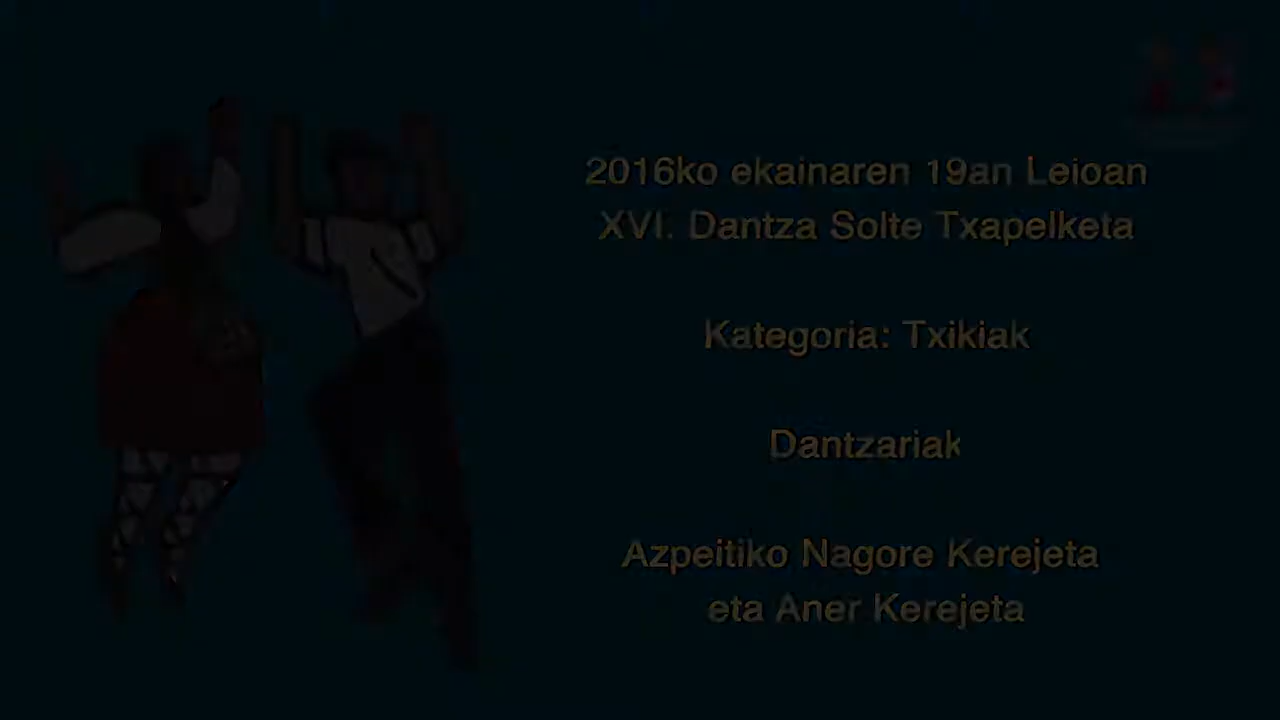 2016ko ekainaren 19an Leioan
XVI. Dantza Solte Txapelketa
Kategoria: Txikiak
Dantzariak
Azpeitiko Nagore Kerejeta
eta Aner Kerejeta